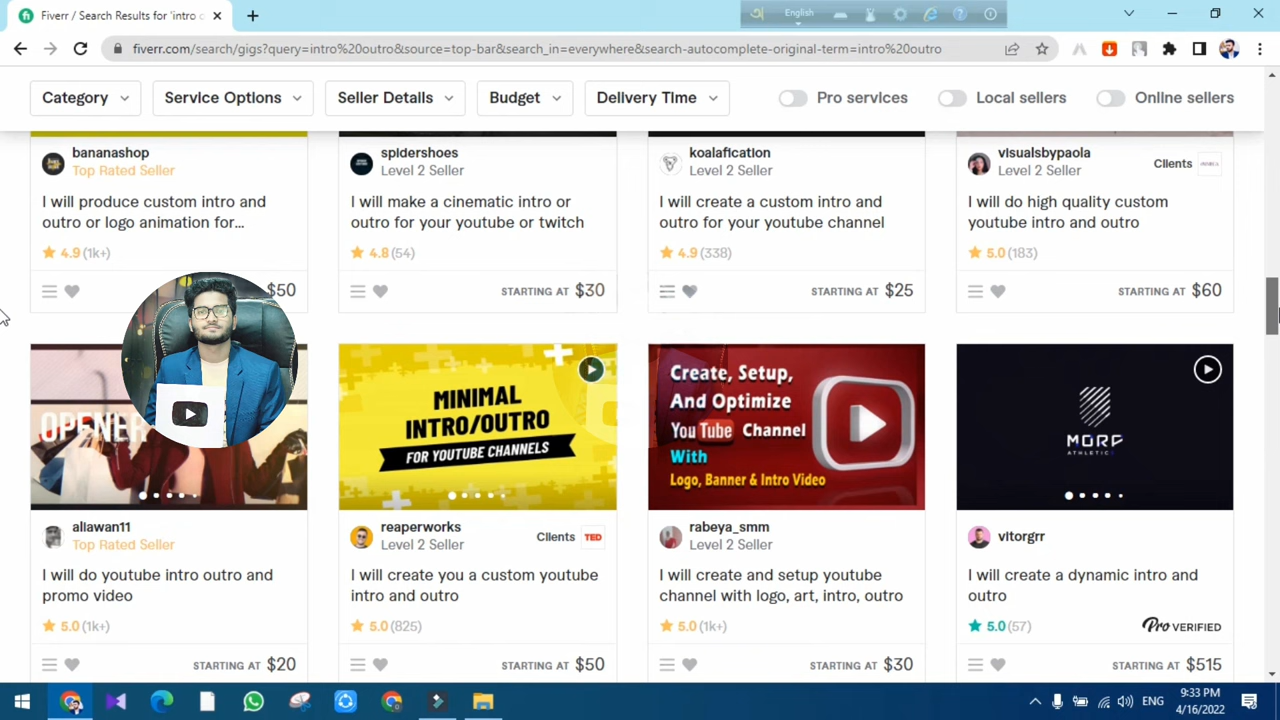 Fiverr / Search Results for 'intro o
English
fiverr.com/search/gigs?query=intro%20outro&source=top-bar&search_in=everywhere&search-autocomplete-original-term=intro%20outro
Category Service Options Seller Details Budget Delivery Time Pro services Local sellers Online sellers
bananashop
Top Rated Seller
I will produce custom intro and
outro or logo animation for...
4.9 (1k+)
$50
spidershoes
Level 2 Seller
I will make a cinematic intro or
outro for your youtube or twitch
4.8 (54)
STARTING AT $30
koalafication
Level 2 Seller
I will create a custom intro and
outro for your youtube channel
4.9 (338)
STARTING AT $25
visualsbypaola
Level 2 Seller
Clients
I will do high quality custom
youtube intro and outro
5.0 (183)
STARTING AT $60
OPENER
aliawan11
Top Rated Seller
I will do youtube intro outro and
promo video
5.0 (1k+)
STARTING AT $20
MINIMAL
INTRO/OUTRO
FOR YOUTUBE CHANNELS
reaperworks
Level 2 Seller
Clients TED
I will create you a custom youtube
intro and outro
5.0 (825)
STARTING AT $50
Create, Setup,
And Optimize
YouTube Channel
With
Logo, Banner & Intro Video
rabeya_smm
Level 2 Seller
I will create and setup youtube
channel with logo, art, intro, outro
5.0 (1k+)
STARTING AT $30
MORF
ATHLETICS
vitorgrr
I will create a dynamic intro and
outro
5.0 (57)
Pro VERIFIED
STARTING AT $515
ENG
9:33 PM
4/16/2022